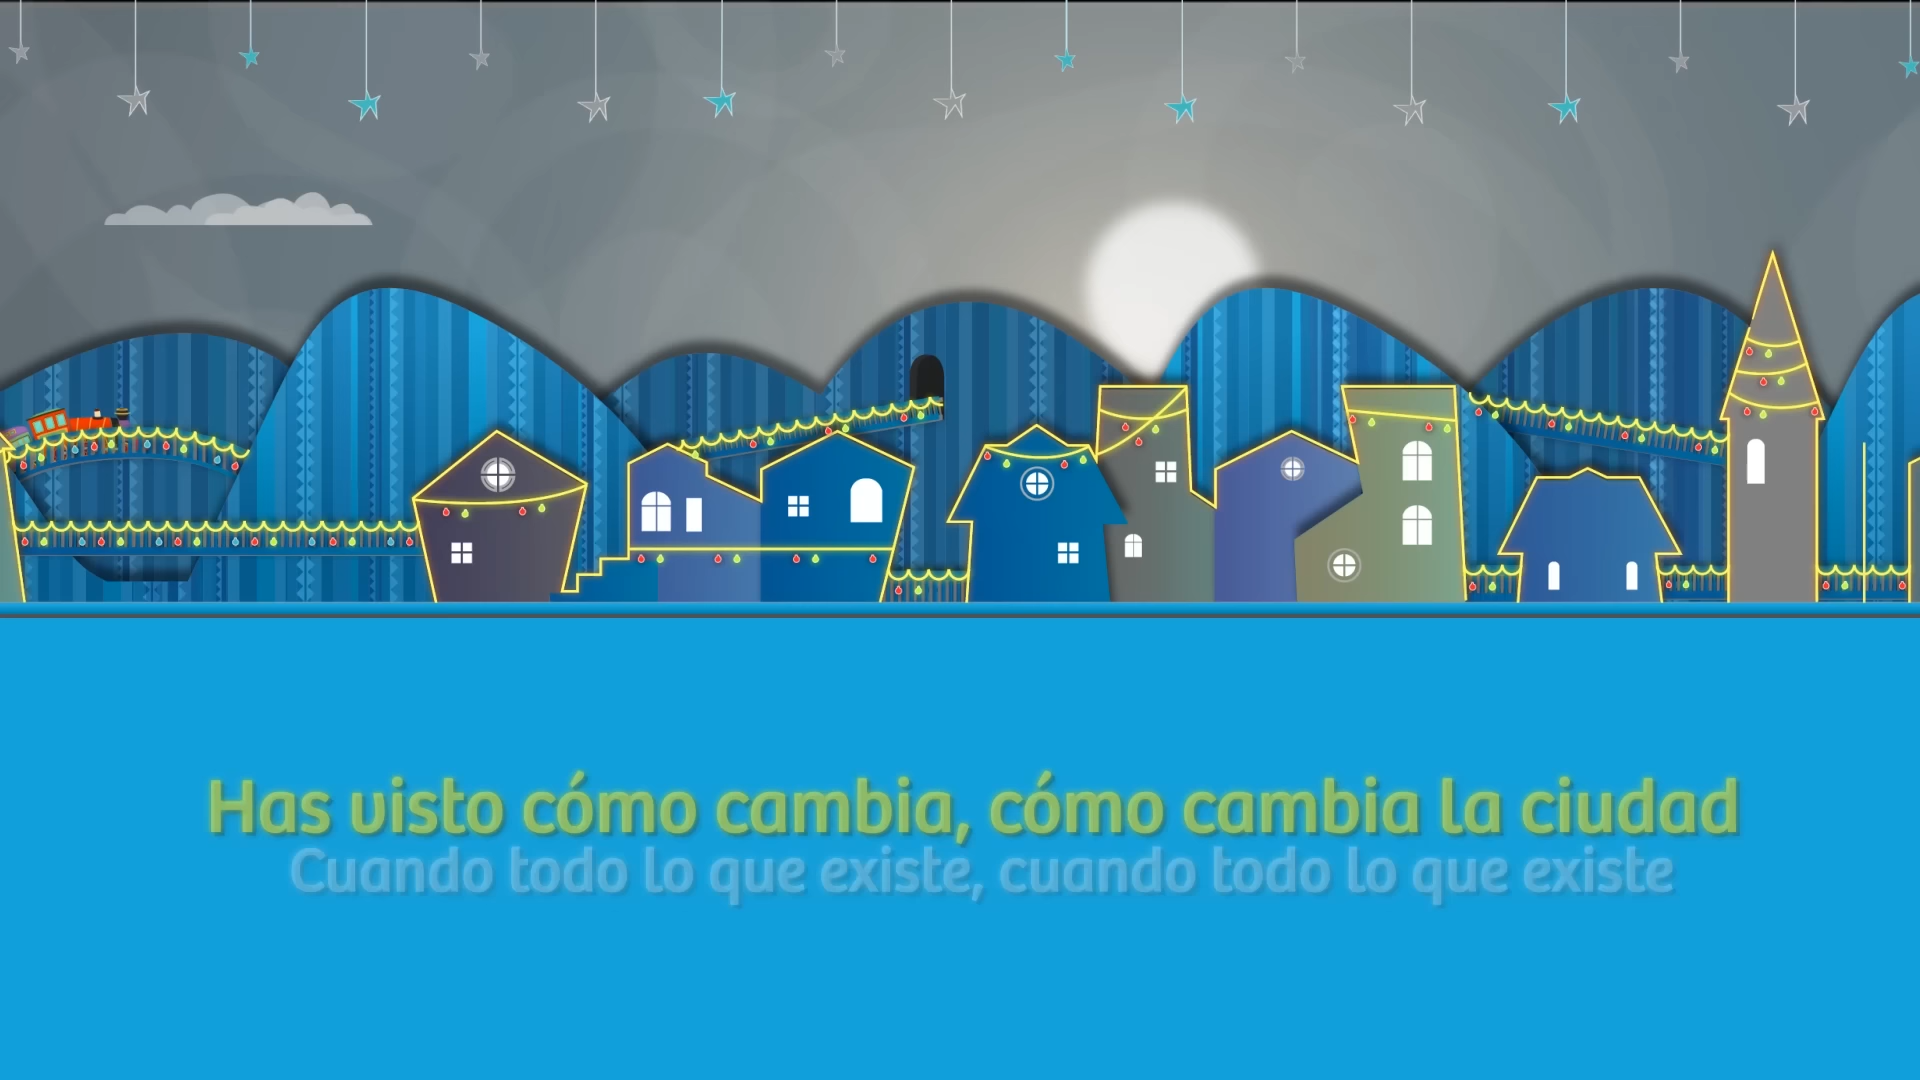 Has visto cómo cambia, cómo cambia la ciudad
Cuando todo lo que existe, cuando todo lo que existe